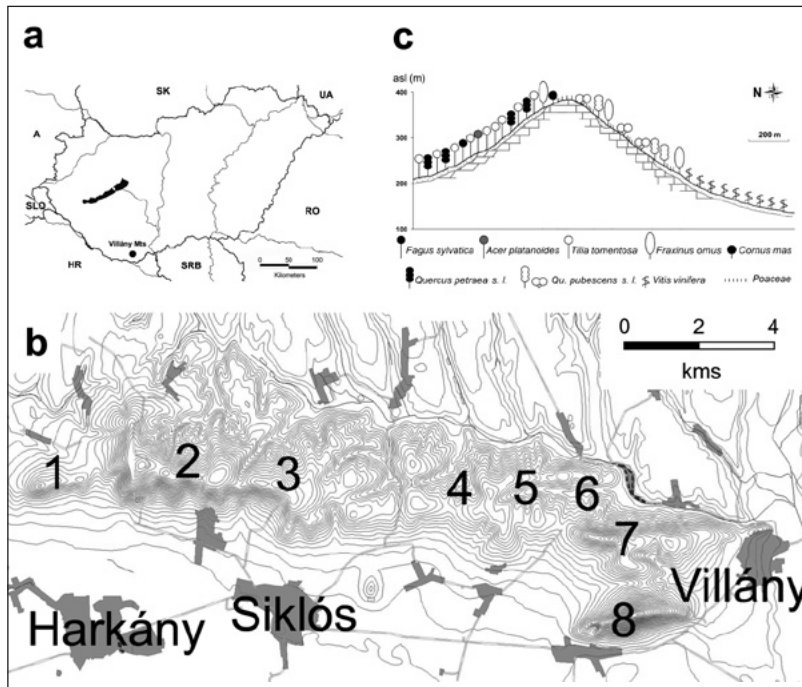 a
SK
UA
A
SLO
RO
Villány Mts
HR
SRB
0 50 100
Kilometers
c
asl (m)
400
300
200
100
N
200 m
Fagus sylvatica Acer platanoides Tilia tomentosa Fraxinus ornus Cornus mas
Quercus petraea s. l. Qu. pubescens s. l. Vitis vinifera Poaceae
b
0 2 4
kms
1
2
3
4
5
6
7
8
Harkány
Siklós
Villány